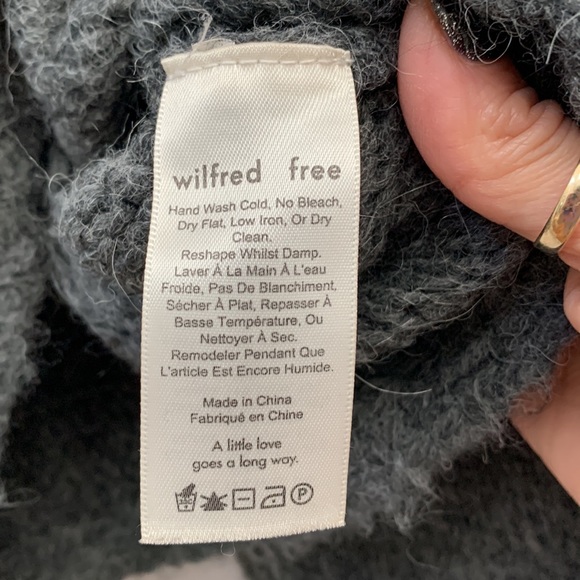 wilfred free
Hand Wash Cold, No Bleach,
Dry Flat, Low Iron, Or Dry
Clean.
Reshape Whilst Damp.
Laver À La Main À L'eau
Froide, Pas De Blanchiment,
Sécher À Plat, Repasser À
Basse Température, Ou
Nettoyer À Sec.
Remodeler Pendant Que
L'article Est Encore Humide.
Made in China
Fabriqué en Chine
A little love
goes a long way.
P